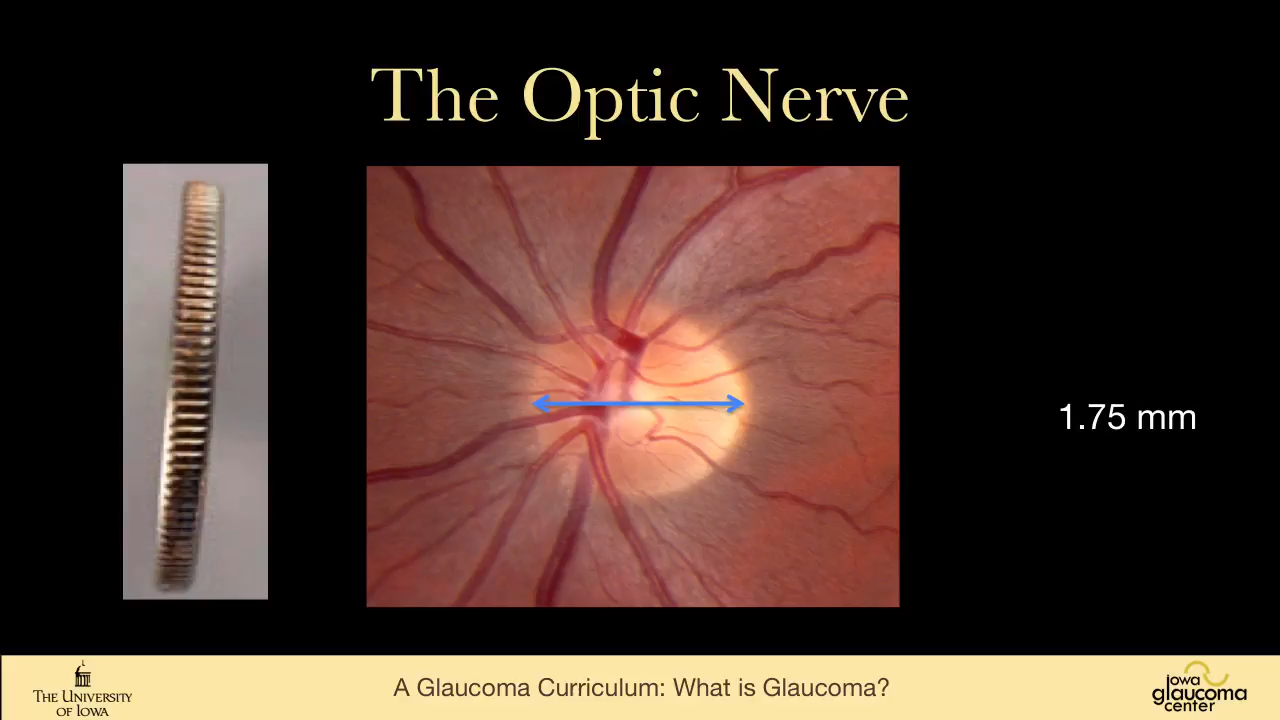 The Optic Nerve
1.75 mm
THE UNIVERSITY
OF IOWA
A Glaucoma Curriculum: What is Glaucoma?
iowa
glaucoma
center